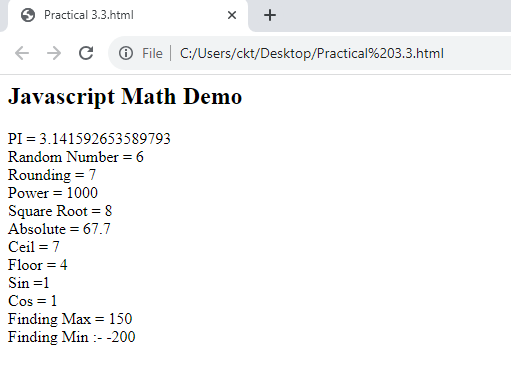 Practical 3.3.html
File
C:/Users/ckt/Desktop/Practical%203.3.html
Javascript Math Demo
PI = 3.141592653589793
Random Number = 6
Rounding = 7
Power = 1000
Square Root = 8
Absolute = 67.7
Ceil = 7
Floor = 4
Sin =1
Cos = 1
Finding Max = 150
Finding Min :- -200